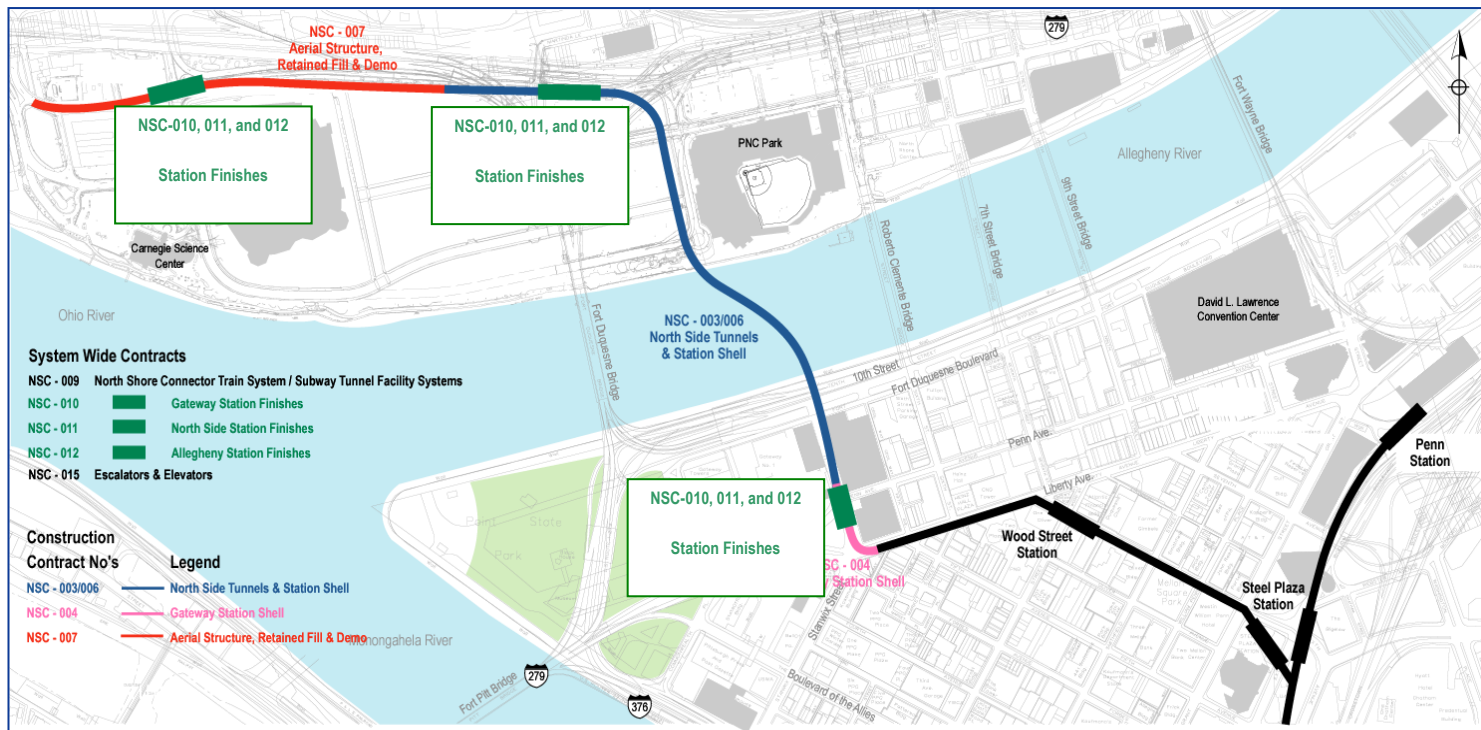 NSC - 007
Aerial Structure,
Retained Fill & Demo
279
NSC-010, 011, and 012
Station Finishes
NSC-010, 011, and 012
Station Finishes
PNC Park
Allegheny River
Fort Wayne Bridge
9th Street Bridge
7th Street Bridge
Roberto Clemente Bridge
Carnegie Science
Center
Ohio River
Fort Duquesne Bridge
NSC - 003/006
North Side Tunnels
& Station Shell
David L. Lawrence
Convention Center
10th Street
Fort Duquesne Boulevard
System Wide Contracts
NSC - 009 North Shore Connector Train System / Subway Tunnel Facility Systems
NSC - 010 Gateway Station Finishes
NSC - 011 North Side Station Finishes
NSC - 012 Allegheny Station Finishes
NSC - 015 Escalators & Elevators
Penn Ave.
Liberty Ave.
Penn
Station
NSC-010, 011, and 012
Station Finishes
Point State
Park
Wood Street
Station
Steel Plaza
Station
SC - 004
y Station Shell
Stanwix Street
Construction
Contract No's Legend
NSC - 003/006 North Side Tunnels & Station Shell
NSC - 004 Gateway Station Shell
NSC - 007 Aerial Structure, Retained Fill & Demo
Monongahela River
Fort Pitt Bridge
279
376
Boulevard of the Allies